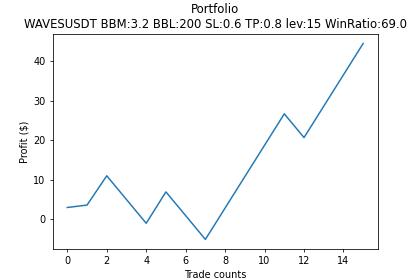 Portfolio
WAVESUSDT BBM:3.2 BBL:200 SL:0.6 TP:0.8 lev:15 WinRatio:69.0
Profit ($)
40
30
20
10
0
0 2 4 6 8 10 12 14
Trade counts